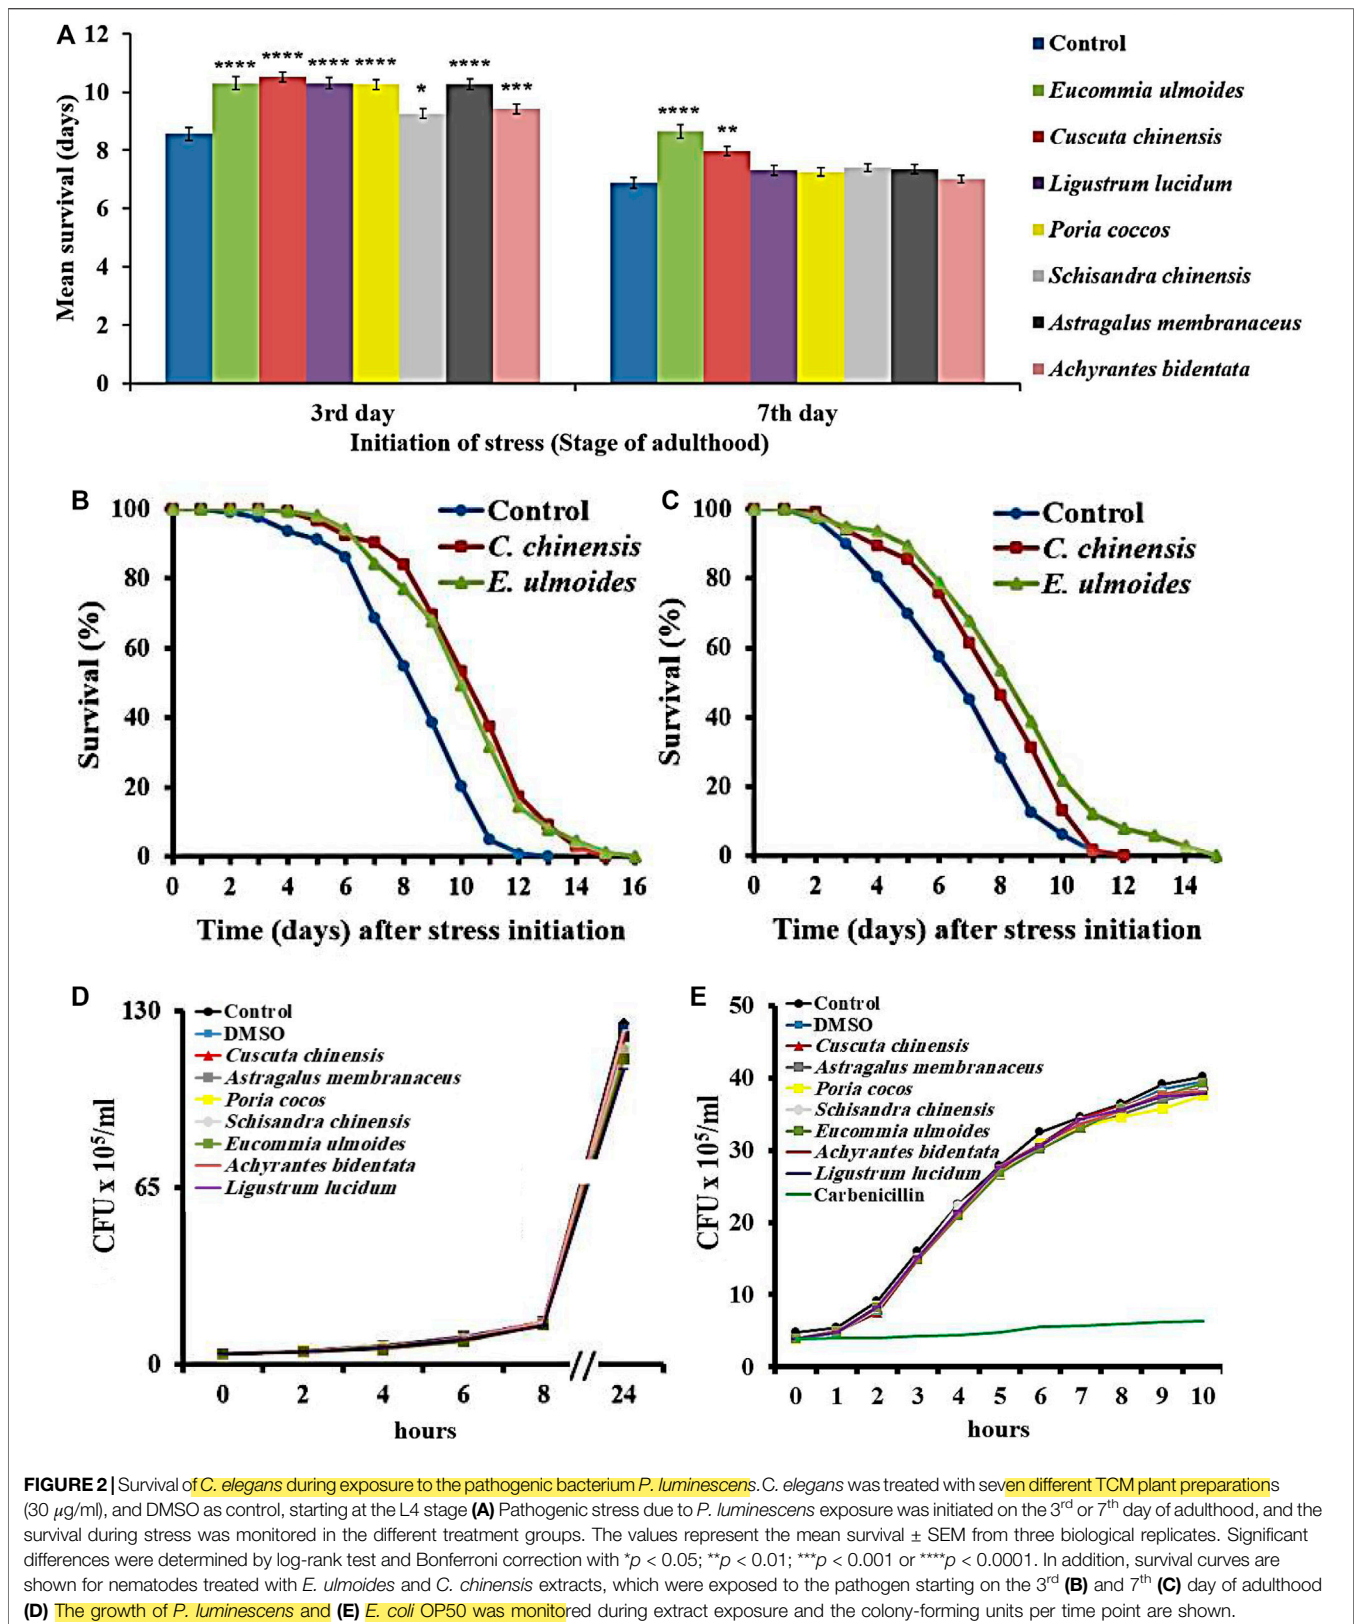 A
12
10
8
6
4
2
0
Mean survival (days)
**** **** **** **** * **** ***
**** **
3rd day 7th day
Initiation of stress (Stage of adulthood)
Control
Eucommia ulmoides
Cuscuta chinensis
Ligustrum lucidum
Poria coccos
Schisandra chinensis
Astragalus membranaceus
Achyrantes bidentata
B
100
80
60
40
20
0
Survival (%)
Control
C. chinensis
E. ulmoides
0 2 4 6 8 10 12 14 16
Time (days) after stress initiation
C
100
80
60
40
20
0
Survival (%)
Control
C. chinensis
E. ulmoides
0 2 4 6 8 10 12 14
Time (days) after stress initiation
D
130
65
0
CFU x 10⁵/ml
Control
DMSO
Cuscuta chinensis
Astragalus membranaceus
Poria cocos
Schisandra chinensis
Eucommia ulmoides
Achyrantes bidentata
Ligustrum lucidum
0 2 4 6 8 // 24
hours
E
50
40
30
20
10
0
CFU x 10⁵/ml
Control
DMSO
Cuscuta chinensis
Astragalus membranaceus
Poria cocos
Schisandra chinensis
Eucommia ulmoides
Achyrantes bidentata
Ligustrum lucidum
Carbenicillin
0 1 2 3 4 5 6 7 8 9 10
hours
FIGURE 2 | Survival of C. elegans during exposure to the pathogenic bacterium P. luminescens. C. elegans was treated with seven different TCM plant preparations
(30 μg/ml), and DMSO as control, starting at the L4 stage (A) Pathogenic stress due to P. luminescens exposure was initiated on the 3rd or 7th day of adulthood, and the
survival during stress was monitored in the different treatment groups. The values represent the mean survival ± SEM from three biological replicates. Significant
differences were determined by log-rank test and Bonferroni correction with *p < 0.05; **p < 0.01; ***p < 0.001 or ****p < 0.0001. In addition, survival curves are
shown for nematodes treated with E. ulmoides and C. chinensis extracts, which were exposed to the pathogen starting on the 3rd (B) and 7th (C) day of adulthood
(D) The growth of P. luminescens and (E) E. coli OP50 was monitored during extract exposure and the colony-forming units per time point are shown.